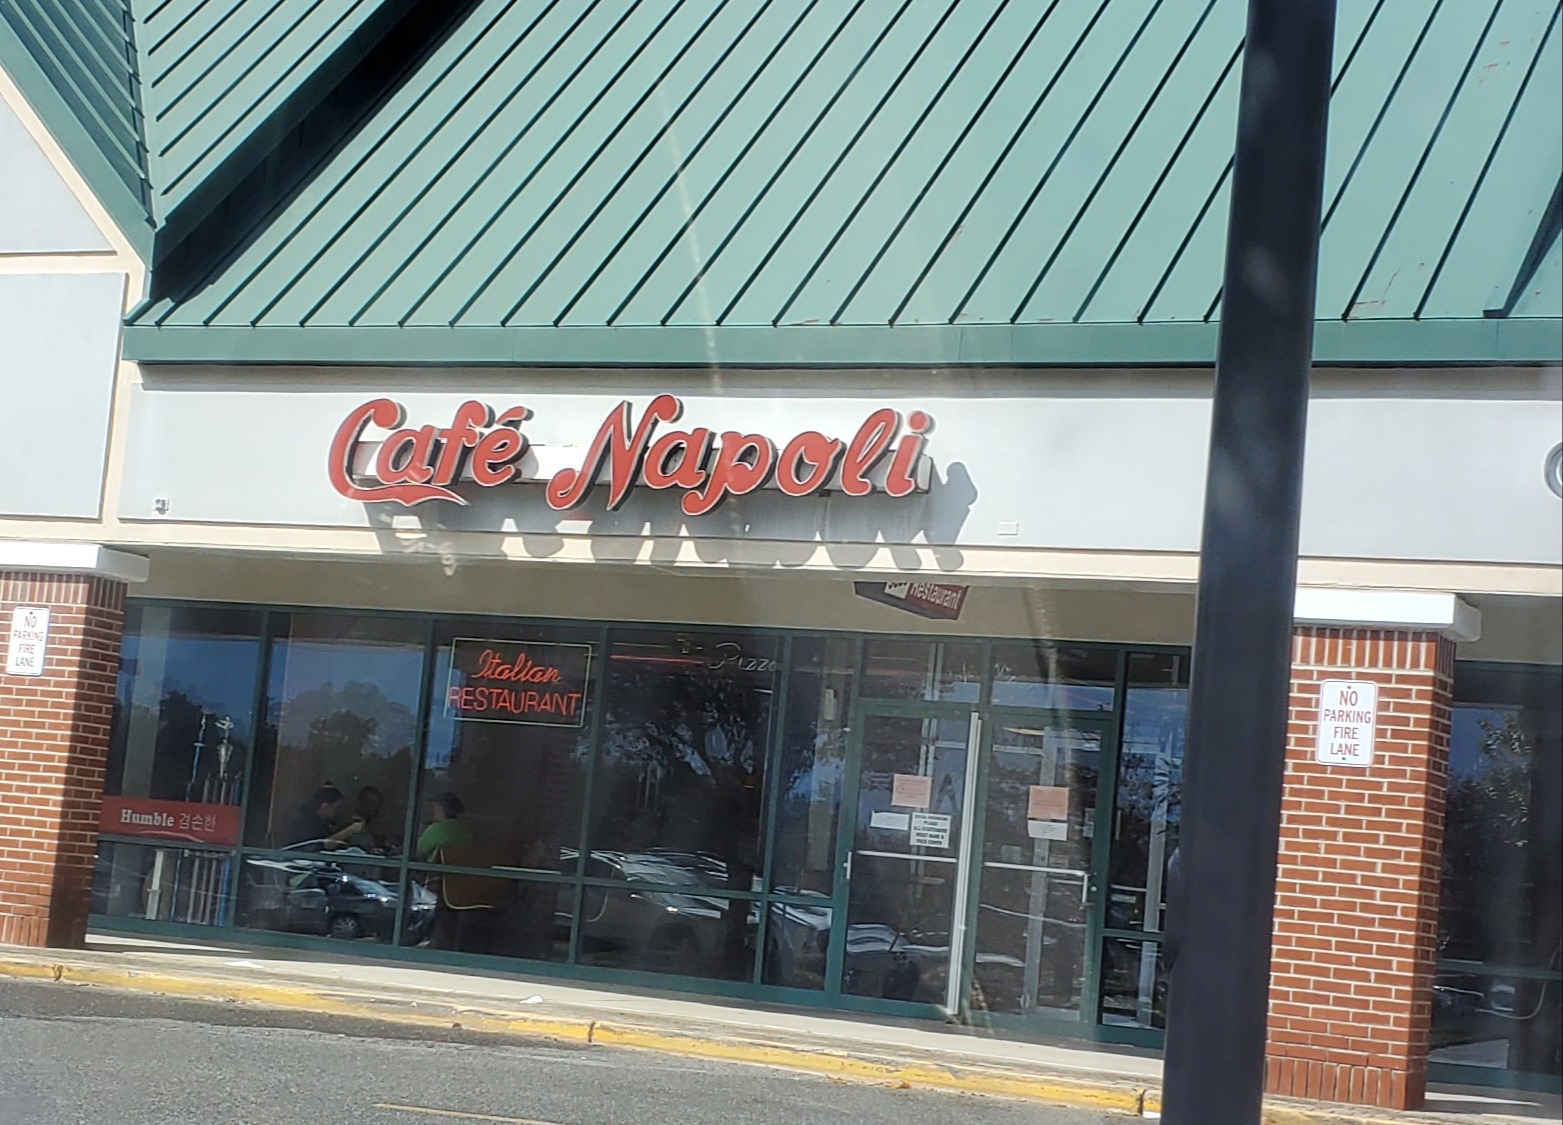 Café Napoli
Restaurant
NO
PARKING
FIRE
LANE
Italian
RESTAURANT
Pizza
Humble 겸손한
NO
PARKING
FIRE
LANE